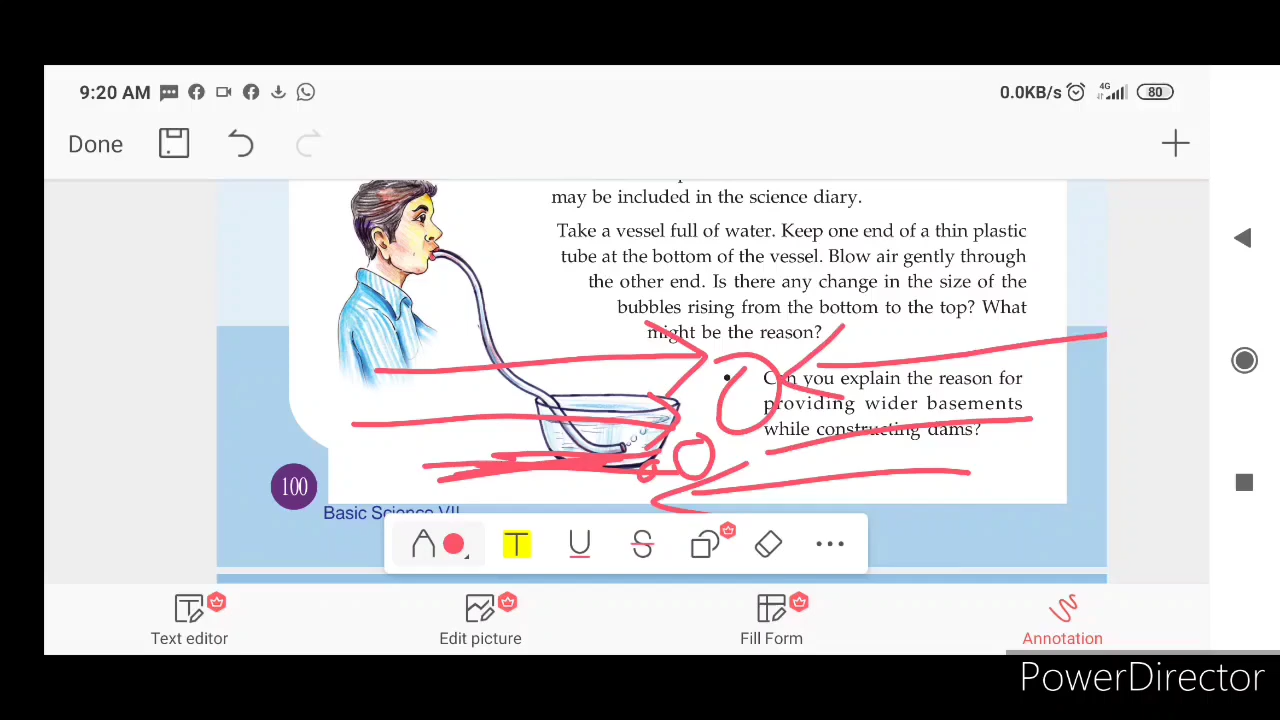 9:20 AM
0.0KB/s
4G
80
Done
may be included in the science diary.
Take a vessel full of water. Keep one end of a thin plastic
tube at the bottom of the vessel. Blow air gently through
the other end. Is there any change in the size of the
bubbles rising from the bottom to the top? What
might be the reason?
• Can you explain the reason for
providing wider basements
while constructing dams?
100
Basic Science VII
T
U
S
Text editor
Edit picture
Fill Form
Annotation
PowerDirector